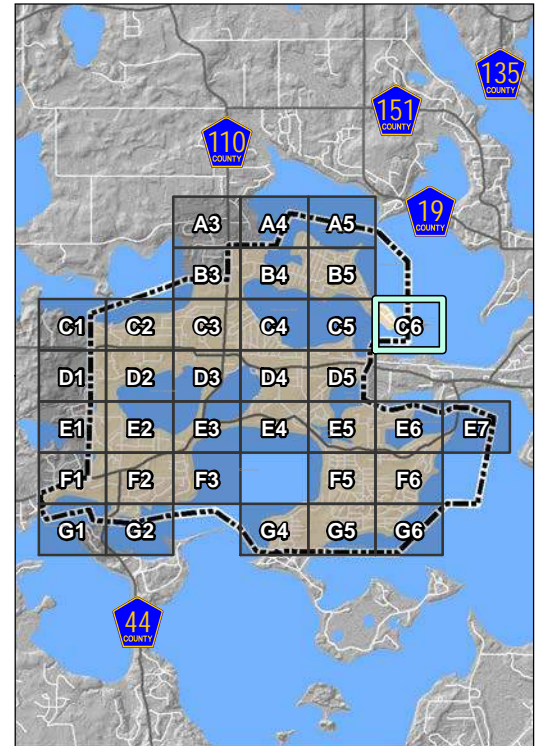 135
COUNTY
151
COUNTY
110
COUNTY
19
COUNTY
A3 A4 A5
B3 B4 B5
C1 C2 C3 C4 C5 C6
D1 D2 D3 D4 D5
E1 E2 E3 E4 E5 E6 E7
F1 F2 F3 F5 F6
G1 G2 G4 G5 G6
44
COUNTY